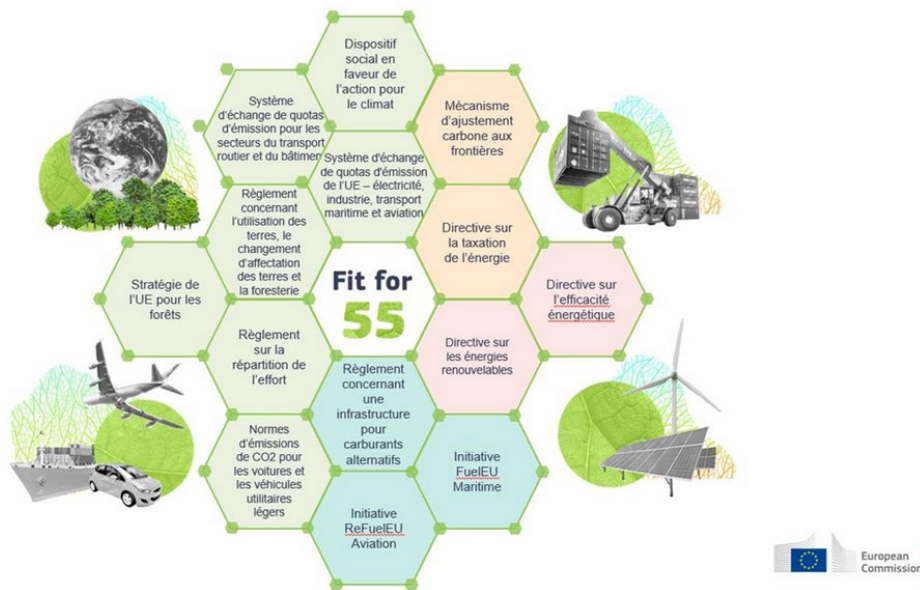 Dispositif
social en
faveur de
l'action pour
le climat
Système
d'échange de quotas
d'émission pour les
secteurs du transport
routier et du bâtimen
Mécanisme
d'ajustement
carbone aux
frontières
Système d'échange
de quotas d'émission
de l'UE – électricité,
industrie, transport
maritime et aviation
Règlement
concernant
l'utilisation des
terres, le
changement
d'affectation
des terres et
la foresterie
Directive sur
la taxation
de l'énergie
Stratégie de
l'UE pour les
forêts
Fit for
55
Directive sur
l'efficacité
énergétique
Règlement
sur la
répartition de
l'effort
Directive sur
les énergies
renouvelables
Règlement
concernant
une
infrastructure
pour
carburants
alternatifs
Normes
d'émissions
de CO2 pour
les voitures et
les véhicules
utilitaires
légers
Initiative
FuelEU
Maritime
Initiative
ReFuelEU
Aviation
European
Commission